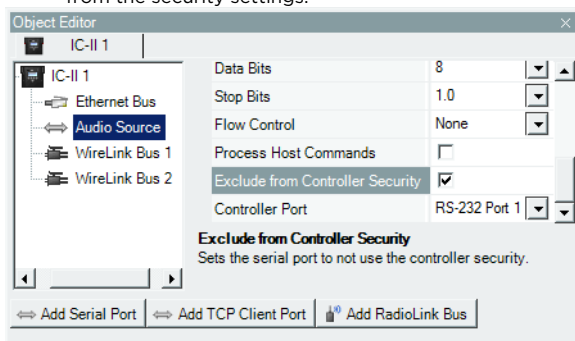 from the security settings.
Object Editor
IC-II 1
IC-II 1
Ethernet Bus
Audio Source
WireLink Bus 1
WireLink Bus 2
Data Bits 8
Stop Bits 1.0
Flow Control None
Process Host Commands
Exclude from Controller Security
Controller Port RS-232 Port 1
Exclude from Controller Security
Sets the serial port to not use the controller security.
Add Serial Port Add TCP Client Port Add RadioLink Bus